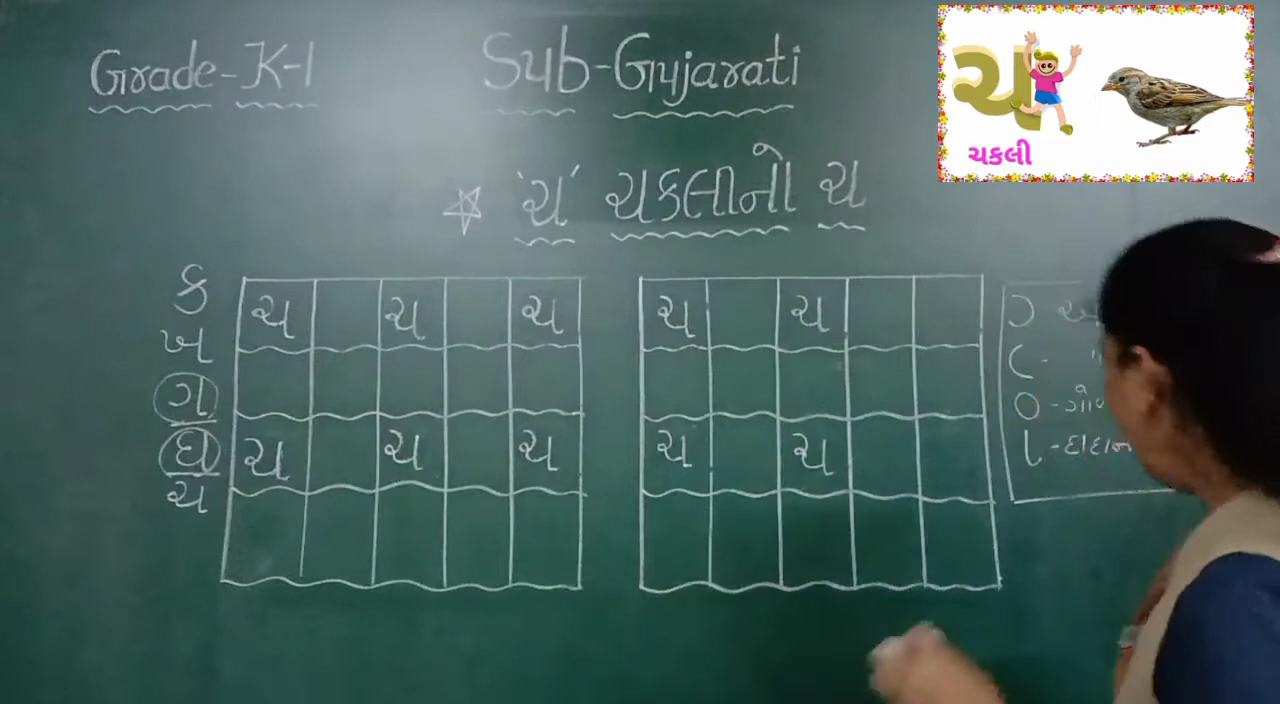 Grade-K-1
Sub-Gujarati
ચ
ચકલી
'ચ' ચકલીનો ચ
ક
ખ
ગ
ઘ
ચ
ચ ચ ચ
ચ ચ ચ
ચ ચ
ચ ચ